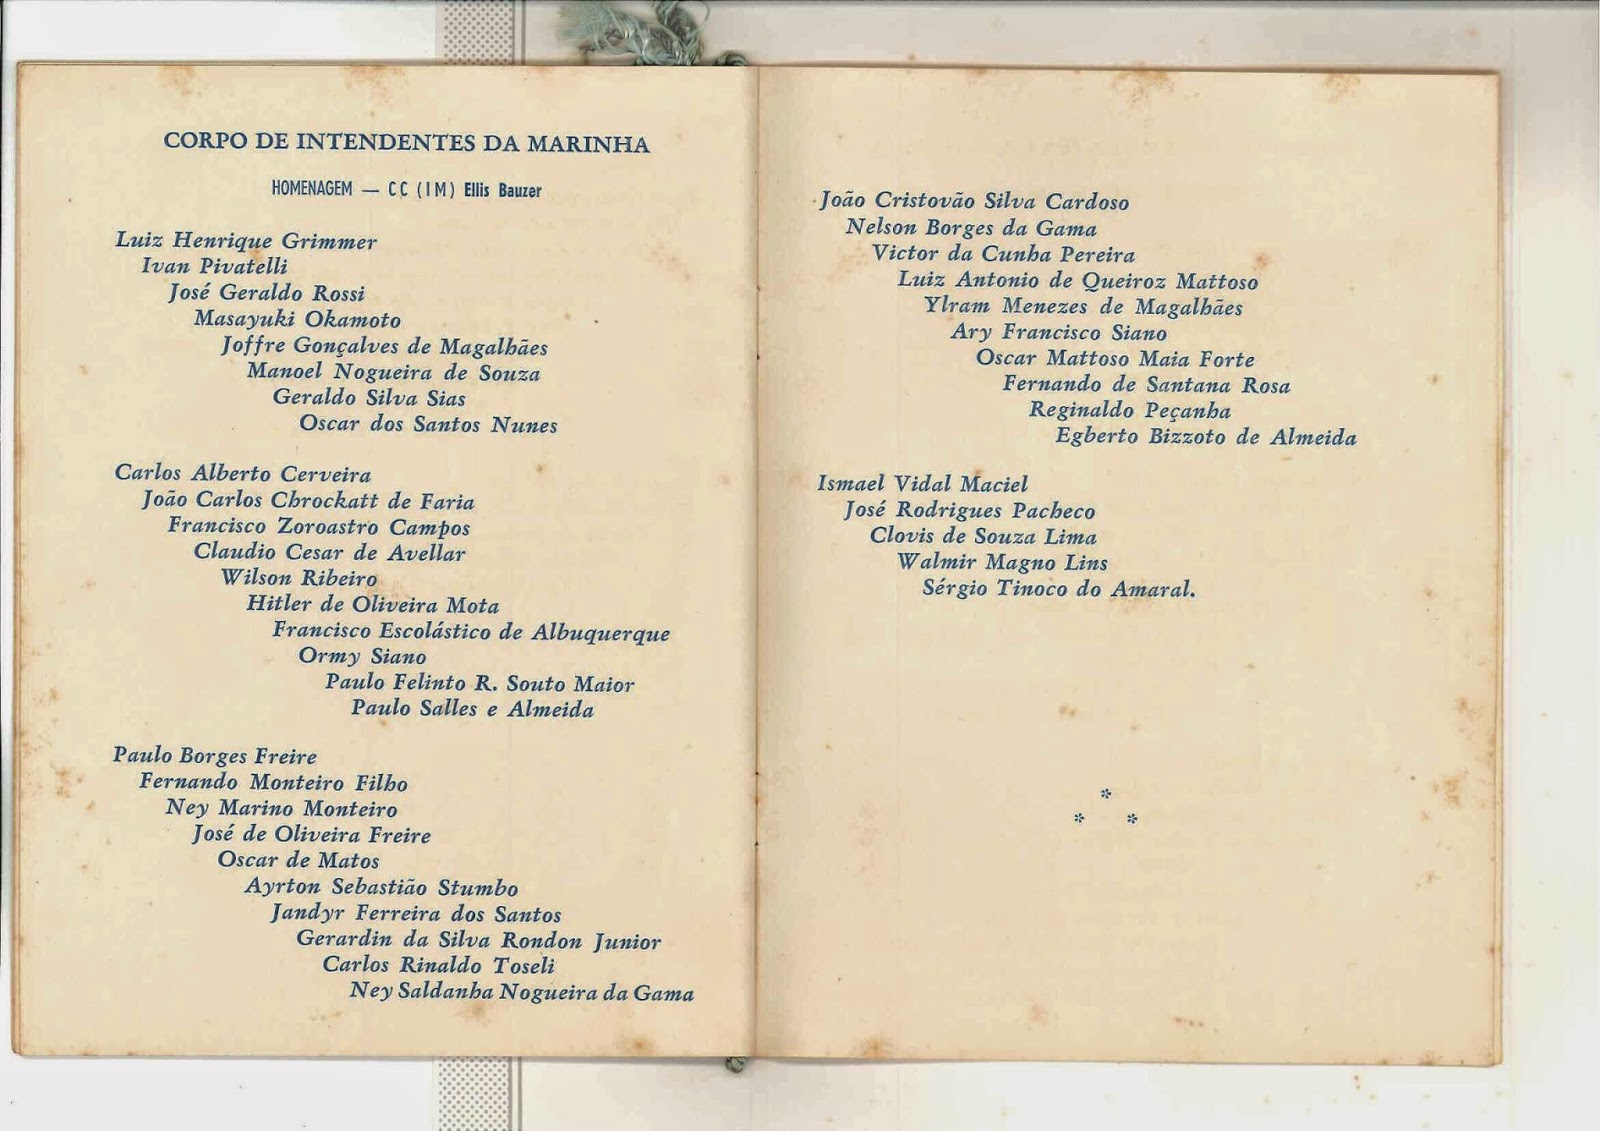 CORPO DE INTENDENTES DA MARINHA
HOMENAGEM — CC (IM) Ellis Bauzer
Luiz Henrique Grimmer
Ivan Pivatelli
José Geraldo Rossi
Masayuki Okamoto
Joffre Gonçalves de Magalhães
Manoel Nogueira de Souza
Geraldo Silva Sias
Oscar dos Santos Nunes
Carlos Alberto Cerveira
João Carlos Chrockatt de Faria
Francisco Zoroastro Campos
Claudio Cesar de Avellar
Wilson Ribeiro
Hitler de Oliveira Mota
Francisco Escolástico de Albuquerque
Ormy Siano
Paulo Felinto R. Souto Maior
Paulo Salles e Almeida
Paulo Borges Freire
Fernando Monteiro Filho
Ney Marino Monteiro
José de Oliveira Freire
Oscar de Matos
Ayrton Sebastião Stumbo
Jandyr Ferreira dos Santos
Gerardin da Silva Rondon Junior
Carlos Rinaldo Toseli
Ney Saldanha Nogueira da Gama
João Cristovão Silva Cardoso
Nelson Borges da Gama
Victor da Cunha Pereira
Luiz Antonio de Queiroz Mattoso
Ylram Menezes de Magalhães
Ary Francisco Siano
Oscar Mattoso Maia Forte
Fernando de Santana Rosa
Reginaldo Peçanha
Egberto Bizzoto de Almeida
Ismael Vidal Maciel
José Rodrigues Pacheco
Clovis de Souza Lima
Walmir Magno Lins
Sérgio Tinoco do Amaral.
*
* *